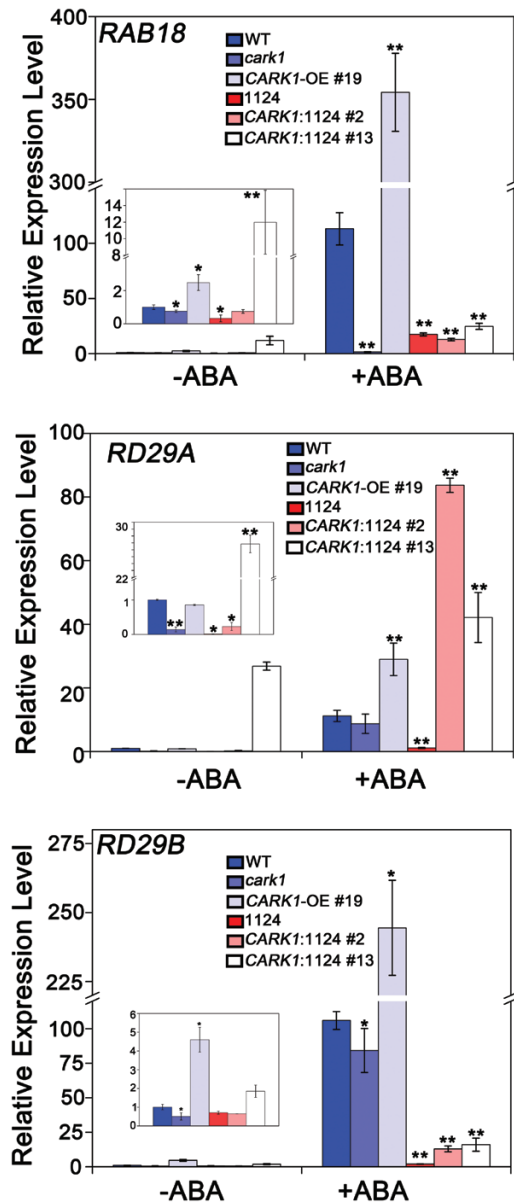 RAB18
Relative Expression Level
400
350
300
100
50
0
WT
cark1
CARK1-OE #19
1124
CARK1:1124 #2
CARK1:1124 #13
16
14
12
10
8
2
0
*
*
*
**
**
**
**
**
**
-ABA
+ABA
RD29A
Relative Expression Level
100
80
60
40
20
0
WT
cark1
CARK1-OE #19
1124
CARK1:1124 #2
CARK1:1124 #13
30
22
1
0
**
*
*
**
**
**
**
**
-ABA
+ABA
RD29B
Relative Expression Level
275
250
225
100
75
50
25
0
WT
cark1
CARK1-OE #19
1124
CARK1:1124 #2
CARK1:1124 #13
6
5
4
3
2
1
0
*
*
*
*
**
**
**
-ABA
+ABA